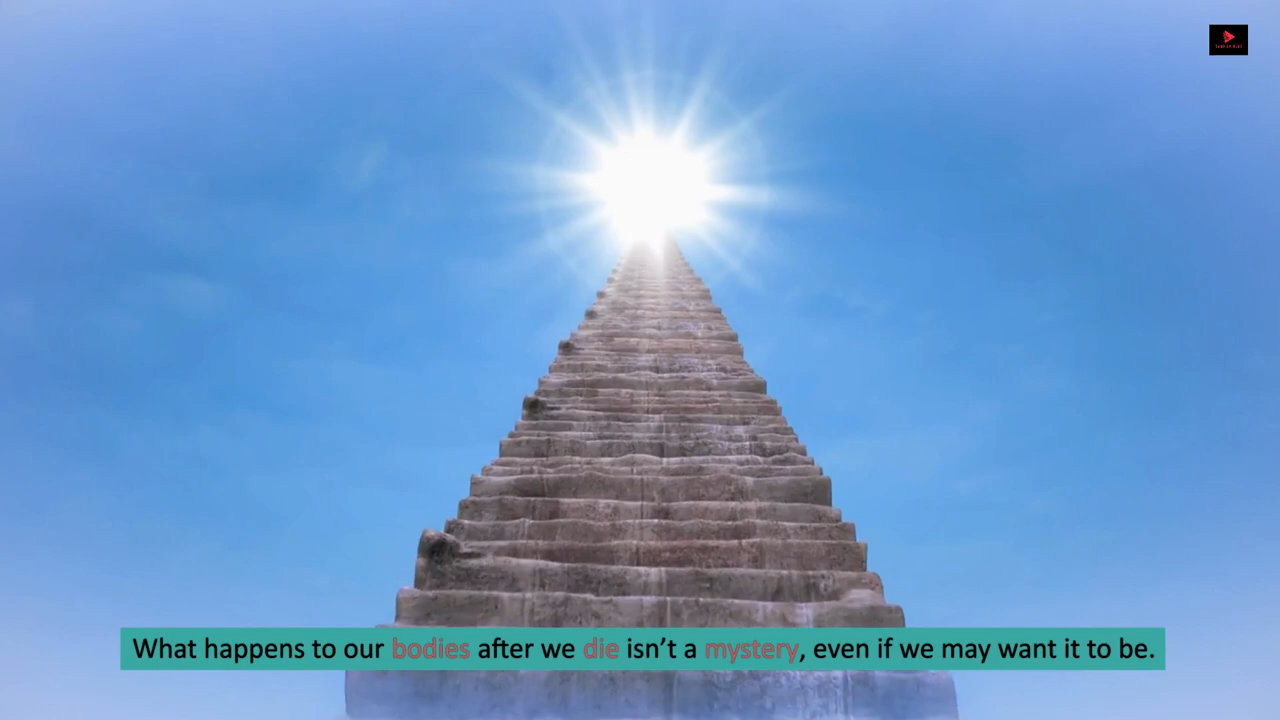 What happens to our bodies after we die isn't a mystery, even if we may want it to be.